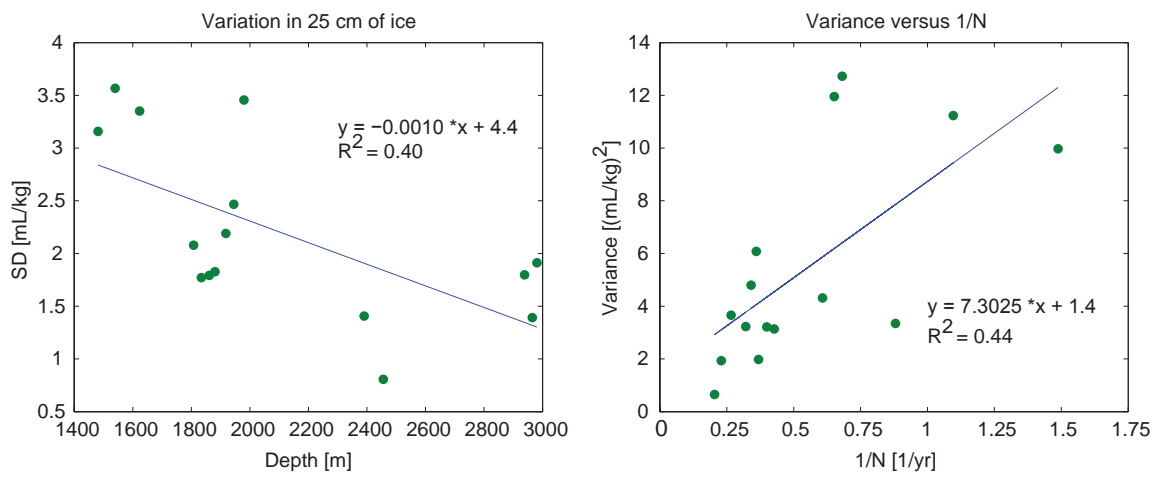 Variation in 25 cm of ice
4
3.5
3
2.5
2
1.5
1
0.5
SD [mL/kg]
y = −0.0010 *x + 4.4
R2 = 0.40
1400 1600 1800 2000 2200 2400 2600 2800 3000
Depth [m]
Variance versus 1/N
14
12
10
8
6
4
2
0
Variance [(mL/kg)2]
y = 7.3025 *x + 1.4
R2 = 0.44
0 0.25 0.5 0.75 1 1.25 1.5 1.75
1/N [1/yr]